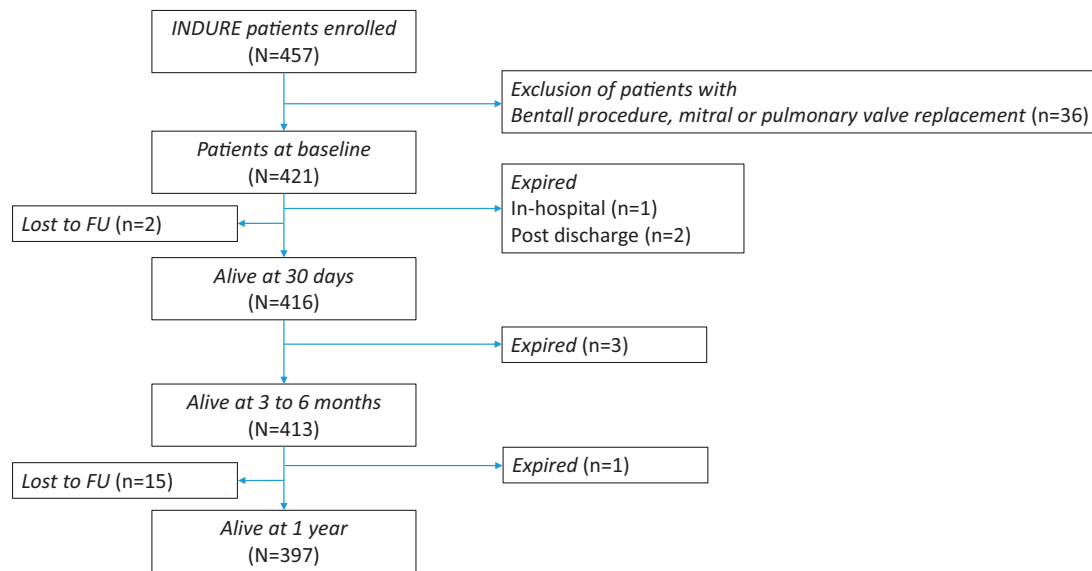 INDURE patients enrolled
(N=457)
Exclusion of patients with
Bentall procedure, mitral or pulmonary valve replacement (n=36)
Patients at baseline
(N=421)
Expired
In-hospital (n=1)
Post discharge (n=2)
Lost to FU (n=2)
Alive at 30 days
(N=416)
Expired (n=3)
Alive at 3 to 6 months
(N=413)
Expired (n=1)
Lost to FU (n=15)
Alive at 1 year
(N=397)